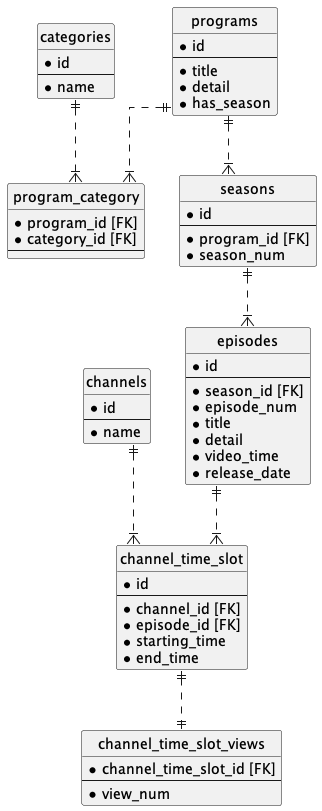 programs
id
title
detail
has_season
categories
id
name
program_category
program_id [FK]
category_id [FK]
seasons
id
program_id [FK]
season_num
episodes
id
season_id [FK]
episode_num
title
detail
video_time
release_date
channels
id
name
channel_time_slot
id
channel_id [FK]
episode_id [FK]
starting_time
end_time
channel_time_slot_views
channel_time_slot_id [FK]
view_num